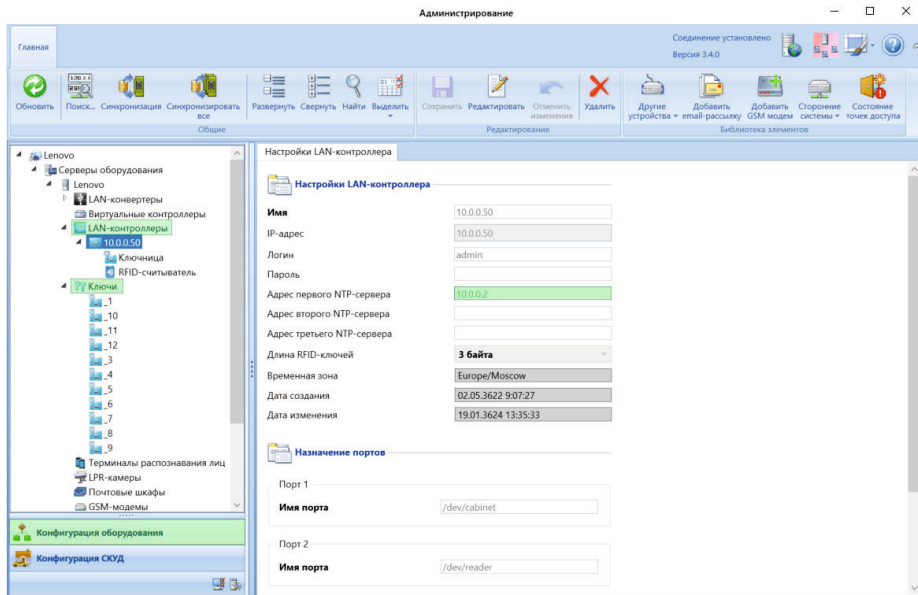 Администрирование
Главная
Соединение установлено
Версия 3.4.0
Обновить
Поиск...
Синхронизация
Синхронизировать все
Развернуть
Свернуть
Найти
Выделить
Общие
Сохранить
Редактировать
Отменить изменения
Удалить
Редактирование
Другие устройства
Добавить email-рассылку
Добавить GSM модем
Сторонние системы
Состояние точек доступа
Библиотека элементов
Lenovo
Серверы оборудования
Lenovo
LAN-конвертеры
Виртуальные контроллеры
LAN-контроллеры
10.0.0.50
Ключница
RFID-считыватель
Ключи
_1
_10
_11
_12
_3
_4
_5
_6
_7
_8
_9
Терминалы распознавания лиц
LPR-камеры
Почтовые шкафы
GSM-модемы
Конфигурация оборудования
Конфигурация СКУД
Настройки LAN-контроллера
Настройки LAN-контроллера
Имя 10.0.0.50
IP-адрес 10.0.0.50
Логин admin
Пароль
Адрес первого NTP-сервера 10.0.0.2
Адрес второго NTP-сервера
Адрес третьего NTP-сервера
Длина RFID-ключей 3 байта
Временная зона Europe/Moscow
Дата создания 02.05.3622 9:07:27
Дата изменения 19.01.3624 13:35:33
Назначение портов
Порт 1
Имя порта /dev/cabinet
Порт 2
Имя порта /dev/reader